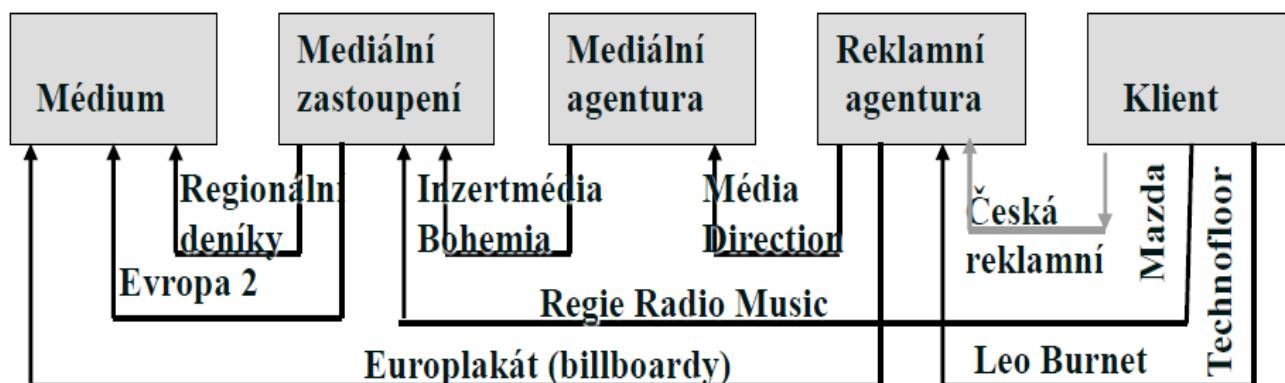 Médium
Mediální
zastoupení
Mediální
agentura
Reklamní
agentura
Klient
Regionální
deníky
Inzertmédia
Bohemia
Média
Direction
Česká
reklamní
Mazda
Technofloor
Evropa 2
Regie Radio Music
Europlakát (billboardy)
Leo Burnet